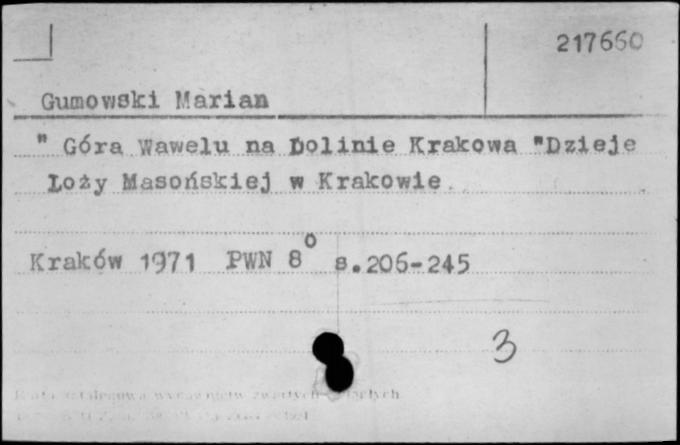 217660
Gumowski Marian
" Góra Wawelu na Dolinie Krakowa "Dzieje
Loży Masońskiej w Krakowie.
Kraków 1971 PWN 8⁰ s.206-245
3